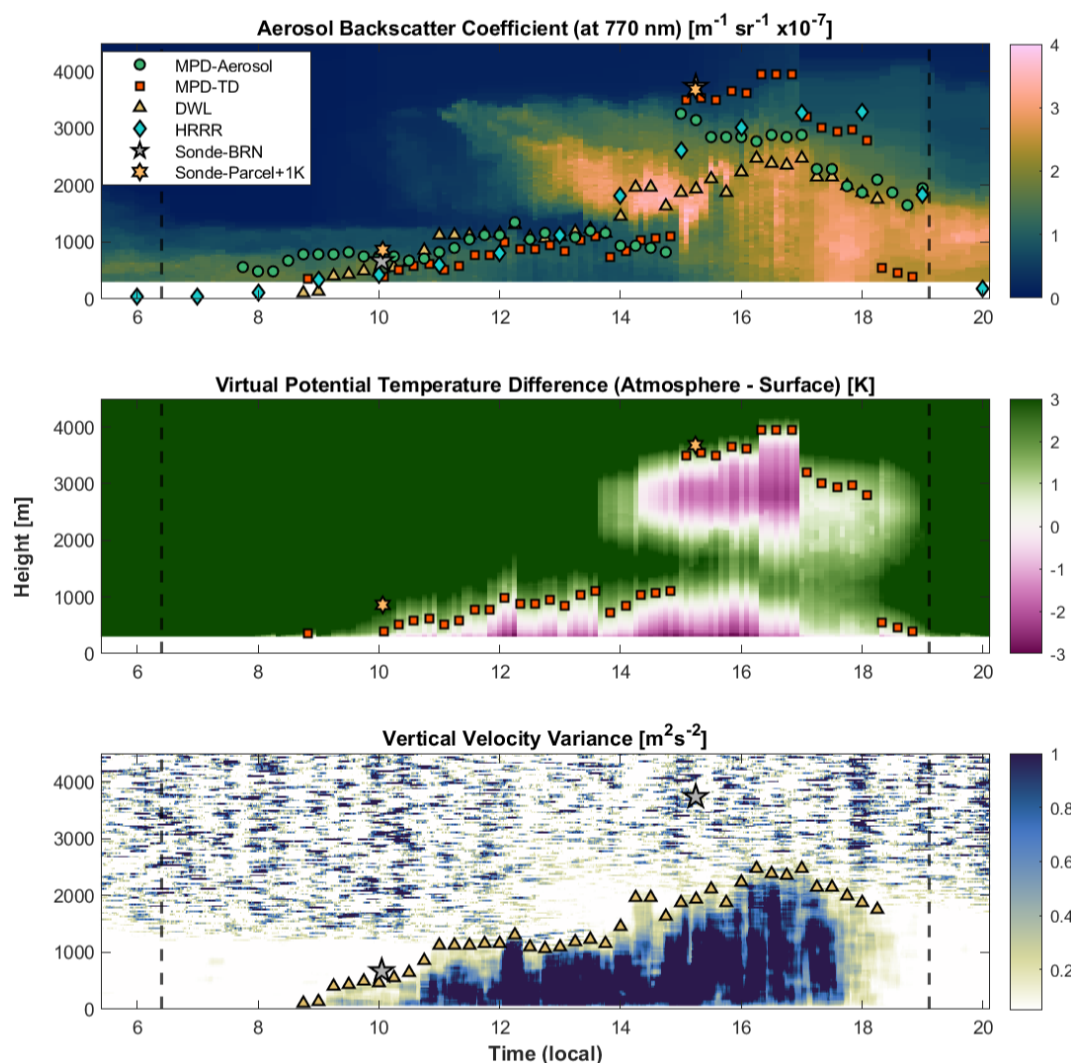 Aerosol Backscatter Coefficient (at 770 nm) [m⁻¹ sr⁻¹ x10⁻⁷]
MPD-Aerosol
MPD-TD
DWL
HRRR
Sonde-BRN
Sonde-Parcel+1K
4000
3000
2000
1000
0
6 8 10 12 14 16 18 20
4
3
2
1
0
Virtual Potential Temperature Difference (Atmosphere - Surface) [K]
Height [m]
4000
3000
2000
1000
0
6 8 10 12 14 16 18 20
3
2
1
0
-1
-2
-3
Vertical Velocity Variance [m²s⁻²]
4000
3000
2000
1000
0
6 8 10 12 14 16 18 20
Time (local)
1
0.8
0.6
0.4
0.2